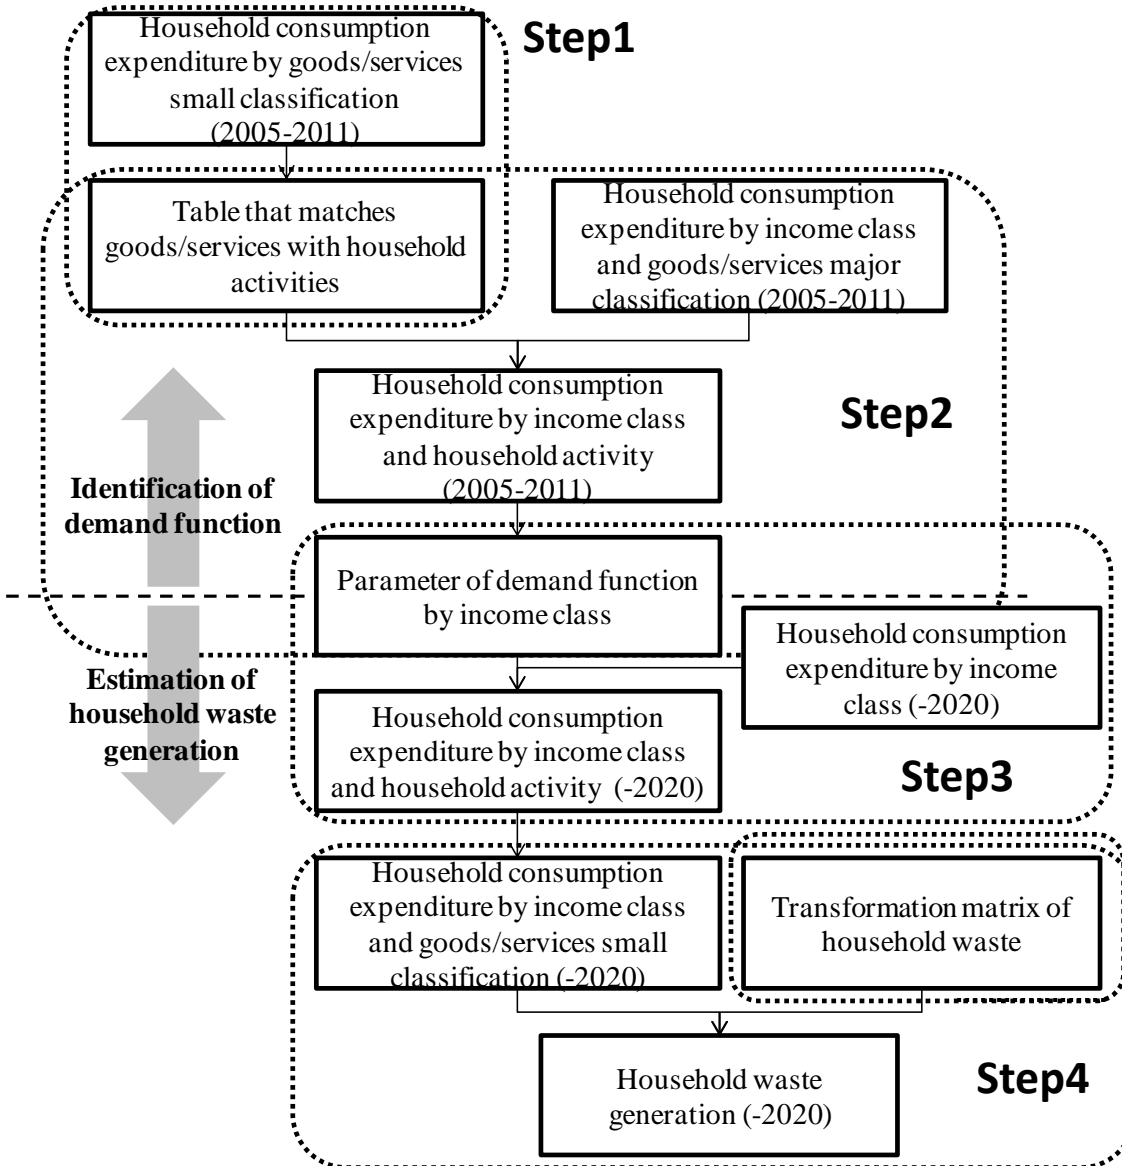 Household consumption
expenditure by goods/services
small classification
(2005-2011)
Step1
Table that matches
goods/services with household
activities
Household consumption
expenditure by income class
and goods/services major
classification (2005-2011)
Household consumption
expenditure by income class
and household activity
(2005-2011)
Step2
Identification of
demand function
Parameter of demand function
by income class
Household consumption
expenditure by income
class (-2020)
Estimation of
household waste
generation
Household consumption
expenditure by income class
and household activity (-2020)
Step3
Household consumption
expenditure by income class
and goods/services small
classification (-2020)
Transformation matrix of
household waste
Household waste
generation (-2020)
Step4